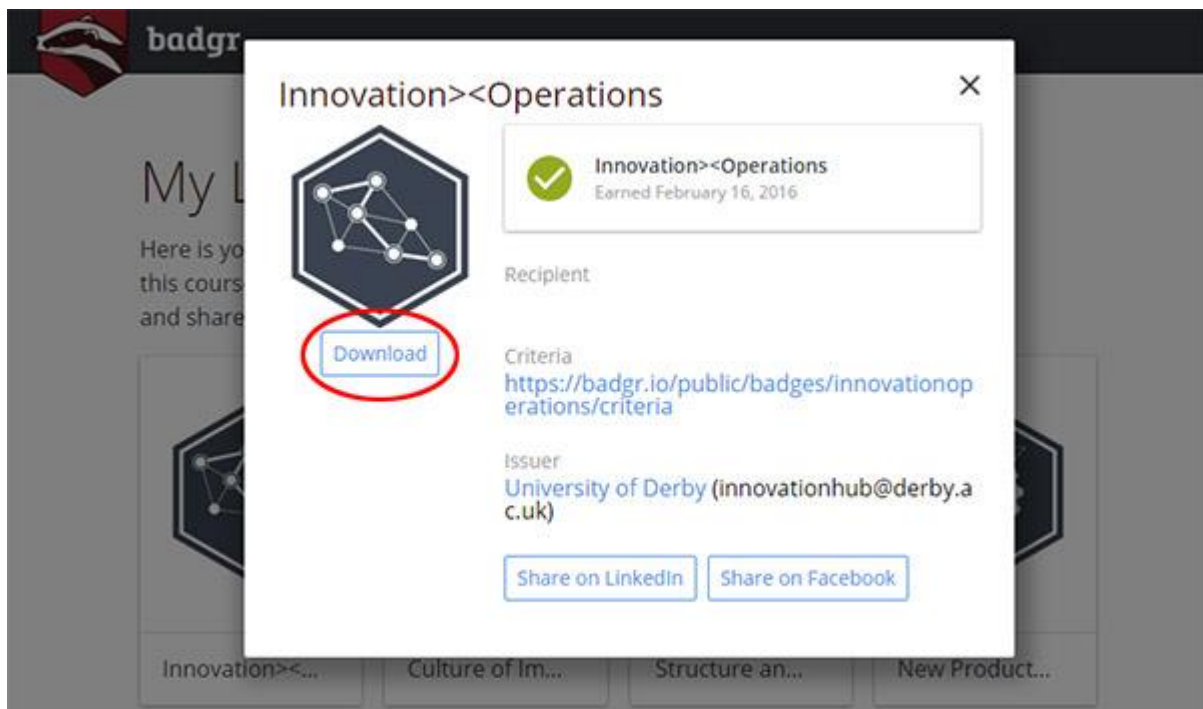 badgr
Innovation><Operations
Innovation><Operations
Earned February 16, 2016
My L
Here is yo
this cours
and share
Download
Recipient
Criteria
https://badgr.io/public/badges/innovationop
erations/criteria
Issuer
University of Derby (innovationhub@derby.a
c.uk)
Share on LinkedIn
Share on Facebook
Innovation><...
Culture of Im...
Structure an...
New Product...